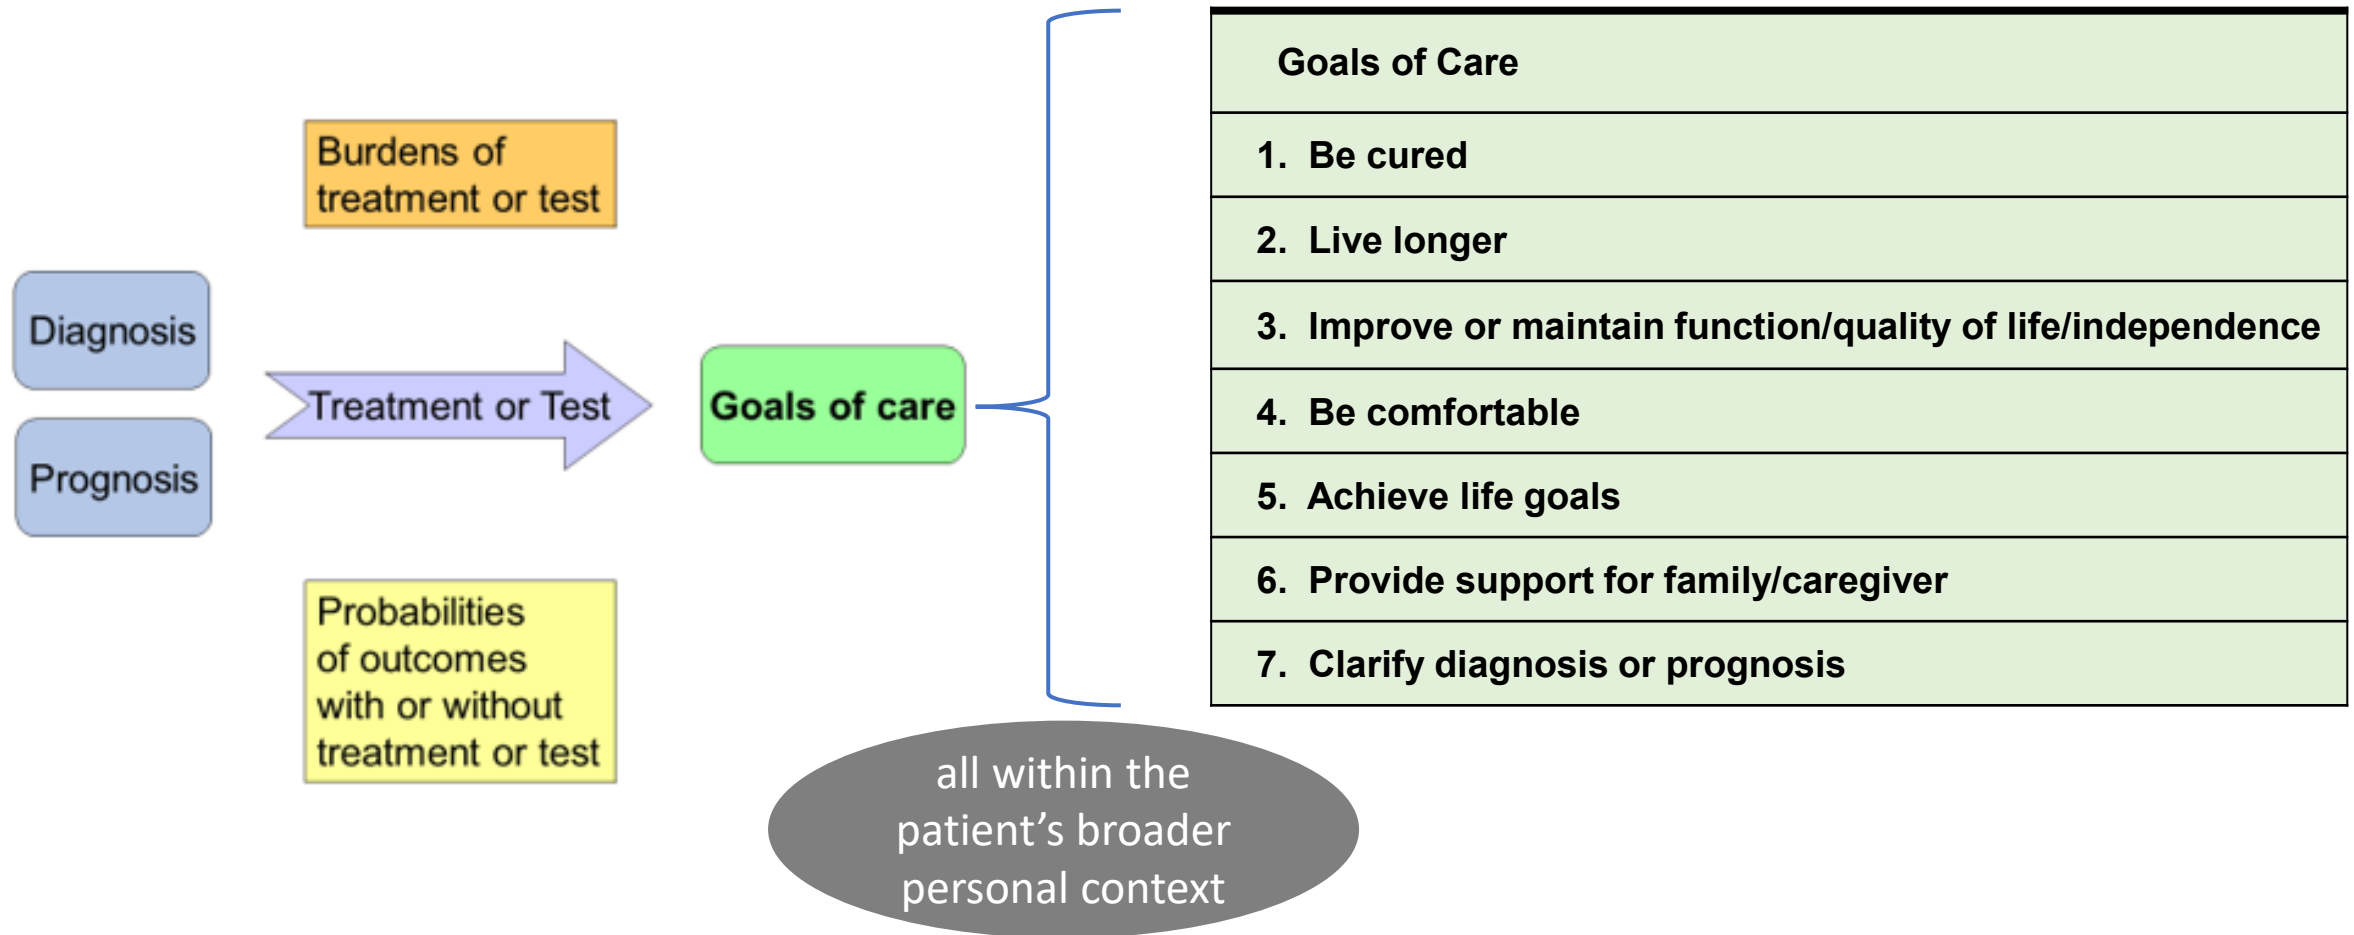 Burdens of
treatment or test
Diagnosis
Prognosis
Treatment or Test
Probabilities
of outcomes
with or without
treatment or test
Goals of care
Goals of Care
1. Be cured
2. Live longer
3. Improve or maintain function/quality of life/independence
4. Be comfortable
5. Achieve life goals
6. Provide support for family/caregiver
7. Clarify diagnosis or prognosis
all within the
patient’s broader
personal context